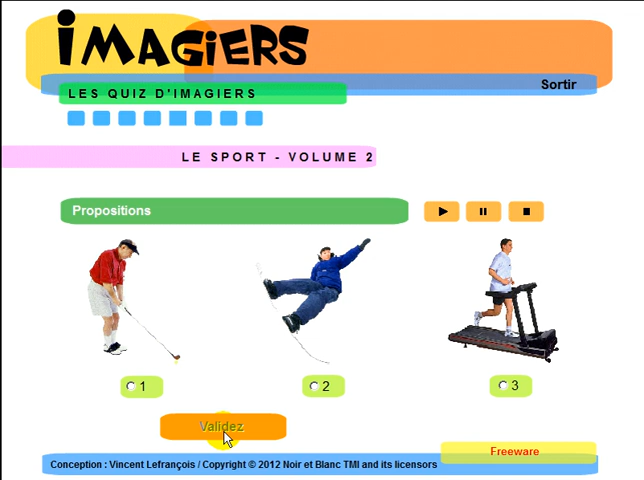 iMAGiERS
Sortir
LES QUIZ D'IMAGIERS
LE SPORT - VOLUME 2
Propositions
1
2
3
Validez
Freeware
Conception : Vincent Lefrançois / Copyright © 2012 Noir et Blanc TMI and its licensors